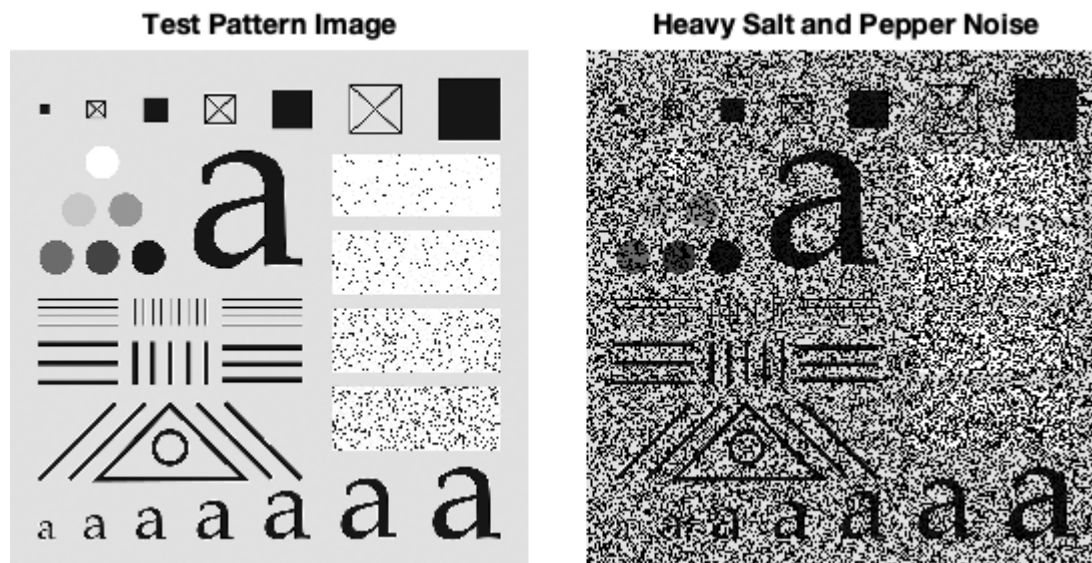 Test Pattern Image
Heavy Salt and Pepper Noise
a
a a a a a a a
a
a a a a a a